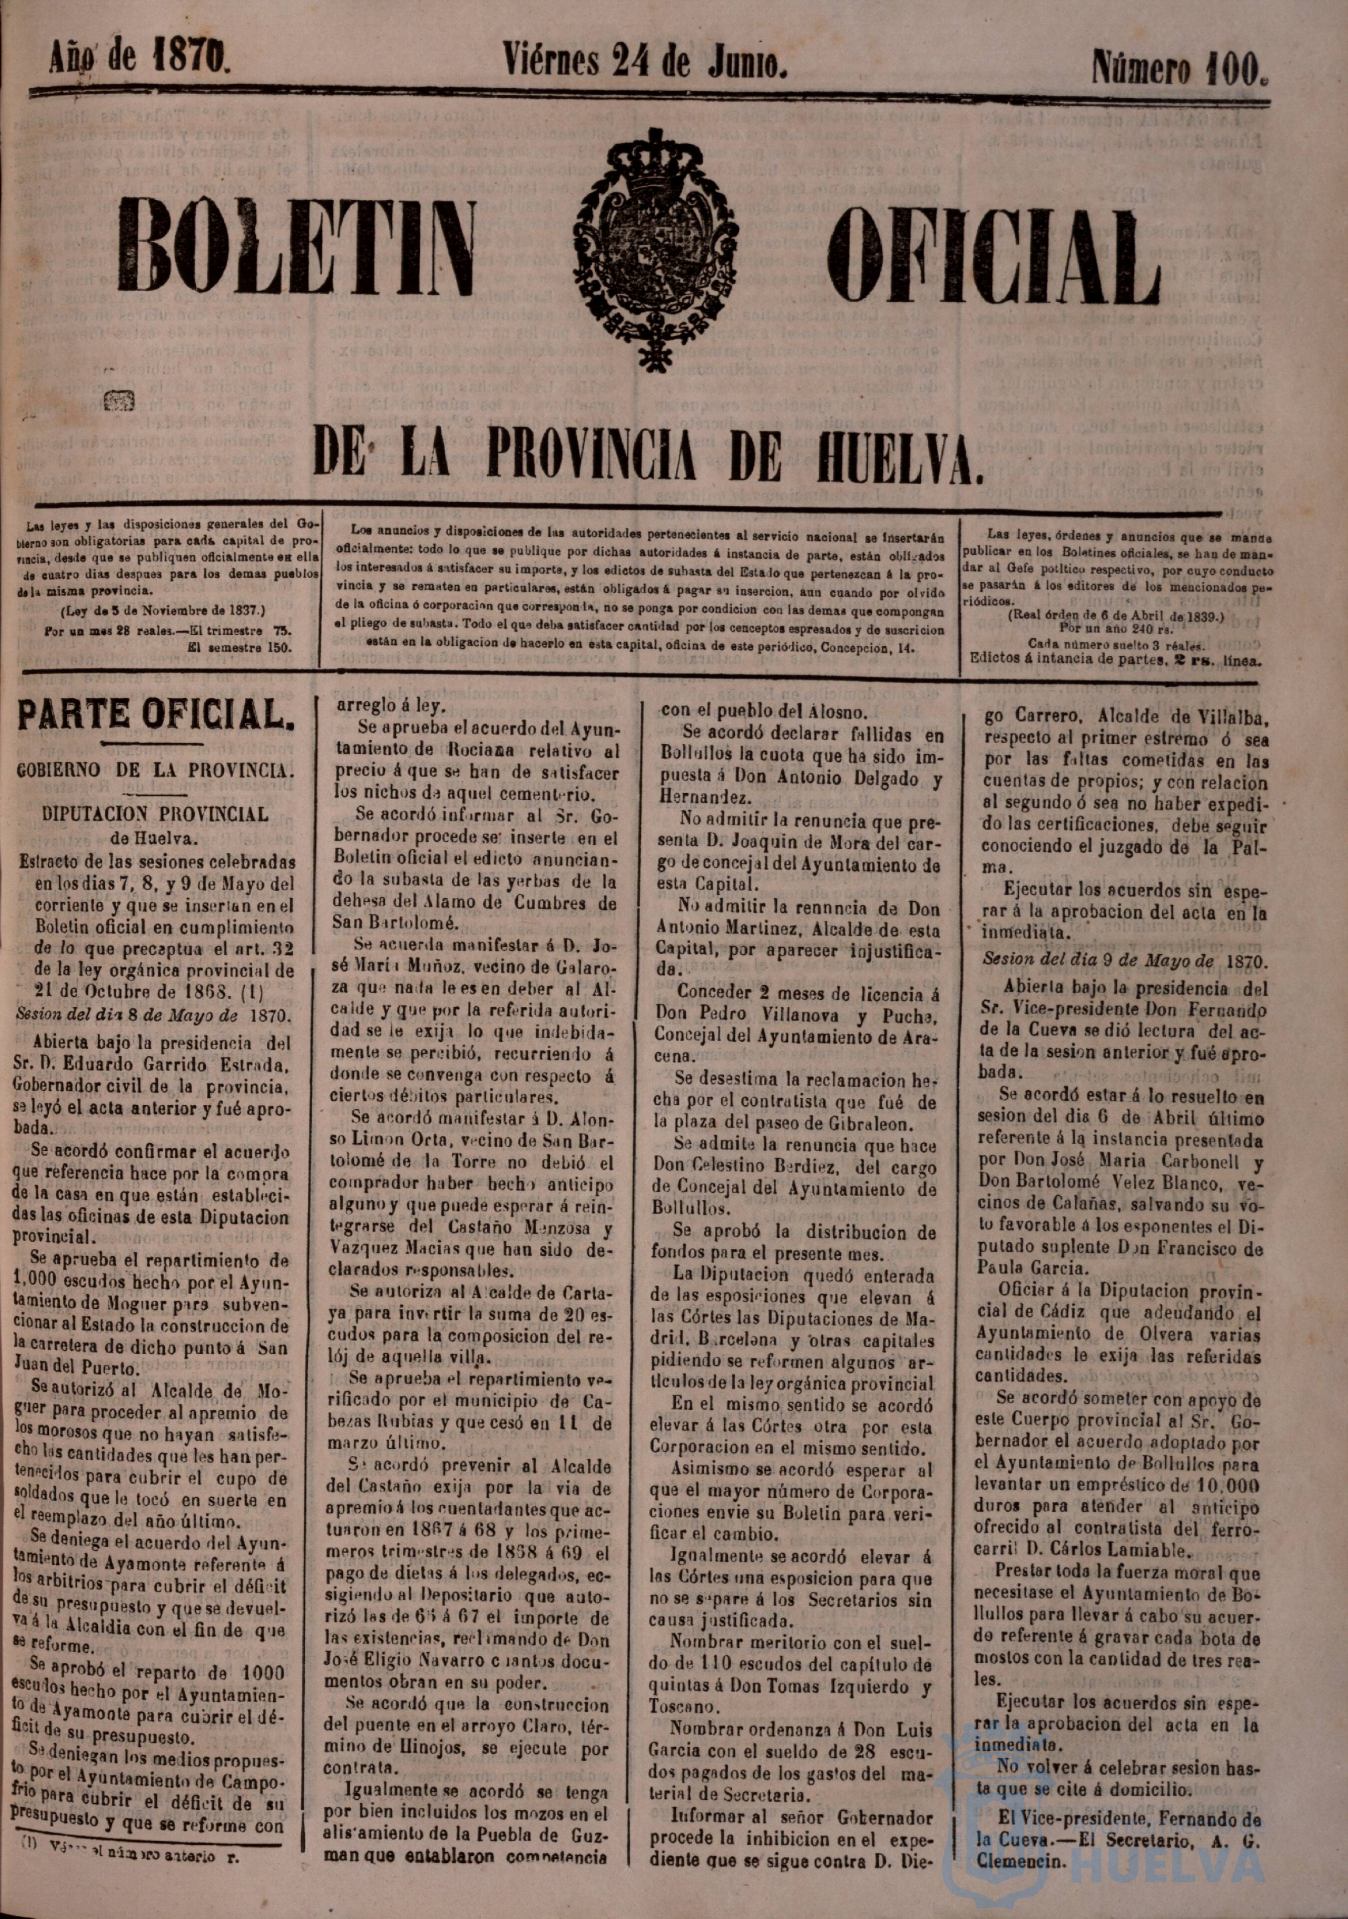 Año de 1870.
Viérnes 24 de Junio.
Número 100.
BOLETIN OFICIAL
DE LA PROVINCIA DE HUELVA.
Las leyes y las disposiciones generales del Go-
bierno son obligatorias para cada capital de pro-
vincia, desde que se publiquen oficialmente en ella
de cuatro dias despues para los demas pueblos
de la misma provincia.
(Ley de 5 de Noviembre de 1837.)
Por un mes 28 reales.—El trimestre 75.
El semestre 150.
Los anuncios y disposiciones de las autoridades pertenecientes al servicio nacional se insertarán
oficialmente: todo lo que se publique por dichas autoridades á instancia de parte, están obligados
los interesados á satisfacer su importe, y los edictos de subasta del Estado que pertenezcan á la pro-
vincia y se rematen en particulares, están obligados á pagar su insercion, aun cuando por olvido
de la oficina ó corporacion que corresponda, no se ponga por condicion con las demas que compongan
el pliego de subasta. Todo el que deba satisfacer cantidad por los cenceptos espresados y de suscricion
están en la obligacion de hacerlo en esta capital, oficina de este periódico, Concepcion, 14.
Las leyes, órdenes y anuncios que se mande
publicar en los Boletines oficiales, se han de man-
dar al Gefe político respectivo, por cuyo conducto
se pasarán á los editores de los mencionados pe-
riódicos.
(Real órden de 6 de Abril de 1839.)
Por un año 240 rs.
Cada número suelto 3 réales.
Edictos á intancia de partes, 2 rs. línea.
PARTE OFICIAL.
GOBIERNO DE LA PROVINCIA.
DIPUTACION PROVINCIAL
de Huelva.
Estracto de las sesiones celebradas
en los dias 7, 8, y 9 de Mayo del
corriente y que se insertan en el
Boletin oficial en cumplimiento
de lo que preceptua el art. 32
de la ley orgánica provincial de
21 de Octubre de 1868. (1)
Sesion del dia 8 de Mayo de 1870.
Abierta bajo la presidencia del
Sr. D. Eduardo Garrido Estrada,
Gobernador civil de la provincia,
se leyó el acta anterior y fué apro-
bada.
Se acordó confirmar el acuerdo
que referencia hace por la compra
de la casa en que están estableci-
das las oficinas de esta Diputacion
provincial.
Se aprueba el repartimiento de
1,000 escudos hecho por el Ayun-
tamiento de Moguer para subven-
cionar al Estado la construccion de
la carretera de dicho punto á San
Juan del Puerto.
Se autorizó al Alcalde de Mo-
guer para proceder al apremio de
los morosos que no hayan satisfe-
cho las cantidades que les han per-
tenecidos para cubrir el cupo de
soldados que le tocó en suerte en
el reemplazo del año último.
Se deniega el acuerdo del Ayun-
tamiento de Ayamonte referente á
los arbitrios para cubrir el déficit
de su presupuesto y que se devuel-
va á la Alcaldia con el fin de que
se reforme.
Se aprobó el reparto de 1000
escudos hecho por el Ayuntamien-
to de Ayamonte para cubrir el dé-
ficit de su presupuesto.
Se deniegan los medios propues-
to por el Ayuntamiento de Campo-
frio para cubrir el déficit de su
presupuesto y que se reforme con
(1) el número anterio r.
arreglo á ley.
Se aprueba el acuerdo del Ayun-
tamiento de Rociana relativo al
precio á que se han de satisfacer
los nichos de aquel cementerio.
Se acordó informar al Sr. Go-
bernador procede se inserte en el
Boletin oficial el edicto anuncian-
do la subasta de las yerbas de la
dehesa del Alamo de Cumbres de
San Bartolomé.
Se acuerda manifestar á D. Jo-
sé Maria Muñoz, vecino de Galaro-
za que nada le es en deber al Al-
calde y que por la referida autori-
dad se le exija lo que indebida-
mente se percibió, recurriendo á
donde se convenga con respecto á
ciertos débitos particulares.
Se acordó manifestar á D. Alon-
so Limon Orta, vecino de San Bar-
tolomé de la Torre no debió el
comprador haber hecho anticipo
alguno y que puede esperar á rein-
tegrarse del Castaño Manzosa y
Vazquez Macias que han sido de-
clarados responsables.
Se autoriza al Alcalde de Carta-
ya para invertir la suma de 20 es-
cudos para la composicion del re-
lój de aquella villa.
Se aprueba el repartimiento ve-
rificado por el municipio de Ca-
bezas Rubias y que cesó en 11 de
marzo último.
Se acordó prevenir al Alcalde
del Castaño exija por la via de
apremio á los cuentadantes que ac-
tuaron en 1867 á 68 y los prime-
meros trimestres de 1868 á 69 el
pago de dietas á los delegados, ec-
sigiendo al Depositario que auto-
rizó las de 66 á 67 el importe de
las existencias, reclamando de Don
José Eligio Navarro cuantos docu-
mentos obran en su poder.
Se acordó que la construccion
del puente en el arroyo Claro, tér-
mino de Hinojos, se ejecute por
contrata.
Igualmente se acordó se tenga
por bien incluidos los mozos en el
alistamiento de la Puebla de Guz-
man que entablaron competencia
con el pueblo del Alosno.
Se acordó declarar fallidas en
Bollullos la cuota que ha sido im-
puesta á Don Antonio Delgado y
Hernandez.
No admitir la renuncia que pre-
senta D. Joaquin de Mora del car-
go de concejal del Ayuntamiento de
esta Capital.
No admitir la rennncia de Don
Antonio Martinez, Alcalde de esta
Capital, por aparecer injustifica-
da.
Conceder 2 meses de licencia á
Don Pedro Villanova y Puche,
Concejal del Ayuntamiento de Ara-
cena.
Se desestima la reclamacion he-
cha por el contratista que fué de
la plaza del paseo de Gibraleon.
Se admite la renuncia que hace
Don Celestino Berdiez, del cargo
de Concejal del Ayuntamiento de
Bollullos.
Se aprobó la distribucion de
fondos para el presente mes.
La Diputacion quedó enterada
de las esposiciones que elevan á
las Córtes las Diputaciones de Ma-
drid, Barcelona y otras capitales
pidiendo se reformen algunos ar-
tículos de la ley orgánica provincial
En el mismo sentido se acordó
elevar á las Córtes otra por esta
Corporacion en el mismo sentido.
Asimismo se acordó esperar al
que el mayor número de Corpora-
ciones envie su Boletin para veri-
ficar el cambio.
Igualmente se acordó elevar á
las Córtes una esposicion para que
no se separe á los Secretarios sin
causa justificada.
Nombrar meritorio con el suel-
do de 110 escudos del capítulo de
quintas á Don Tomas Izquierdo y
Toscano.
Nombrar ordenanza á Don Luis
Garcia con el sueldo de 28 escu-
dos pagados de los gastos del ma-
terial de Secretaria.
Informar al señor Gobernador
procede la inhibicion en el expe-
diente que se sigue contra D. Die-
go Carrero, Alcalde de Villalba,
respecto al primer estremo ó sea
por las faltas cometidas en las
cuentas de propios; y con relacion
al segundo ó sea no haber expedi-
do las certificaciones, debe seguir
conociendo el juzgado de la Pal-
ma.
Ejecutar los acuerdos sin espe-
rar á la aprobacion del acta en la
inmediata.
Sesion del dia 9 de Mayo de 1870.
Abierta bajo la presidencia del
Sr. Vice-presidente Don Fernando
de la Cueva se dió lectura del ac-
ta de la sesion anterior y fué apro-
bada.
Se acordó estar á lo resuelto en
sesion del dia 6 de Abril último
referente á la instancia presentada
por Don José Maria Carbonell y
Don Bartolomé Velez Blanco, ve-
cinos de Calañas, salvando su vo-
to favorable á los esponentes el Di-
putado suplente Don Francisco de
Paula Garcia.
Oficiar á la Diputacion provin-
cial de Cádiz que adeudando el
Ayuntamiento de Olvera varias
cantidades le exija las referidas
cantidades.
Se acordó someter con apoyo de
este Cuerpo provincial al Sr. Go-
bernador el acuerdo adoptado por
el Ayuntamiento de Bollullos para
levantar un empréstico de 10,000
duros para atender al anticipo
ofrecido al contratista del ferro-
carril D. Cárlos Lamiable.
Prestar toda la fuerza moral que
necesitase el Ayuntamiento de Bo-
llullos para llevar á cabo su acuer-
do referente á gravar cada bota de
mostos con la cantidad de tres rea-
les.
Ejecutar los acuerdos sin espe-
rar la aprobacion del acta en la
inmediata.
No volver á celebrar sesion has-
ta que se cite á domicilio.
El Vice-presidente, Fernando de
la Cueva.—El Secretario, A. G.
Clemencin.
HUELVA